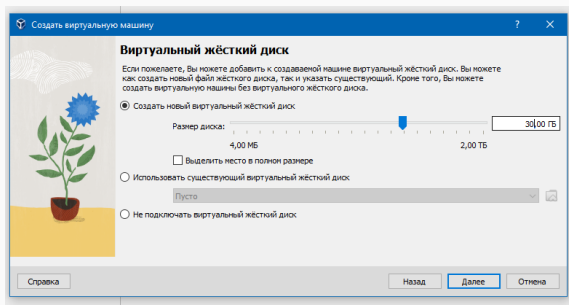 Создать виртуальную машину
? ×
Виртуальный жёсткий диск
Если пожелаете, Вы можете добавить к создаваемой машине виртуальный жёсткий диск. Вы можете
как создать новый файл жёсткого диска, так и указать существующий. Кроме того, Вы можете
создать виртуальную машины без виртуального жёсткого диска.
Создать новый виртуальный жёсткий диск
Размер диска: 30,00 ГБ
4,00 МБ 2,00 ТБ
Выделить место в полном размере
Использовать существующий виртуальный жёсткий диск
Пусто
Не подключать виртуальный жёсткий диск
Справка Назад Далее Отмена